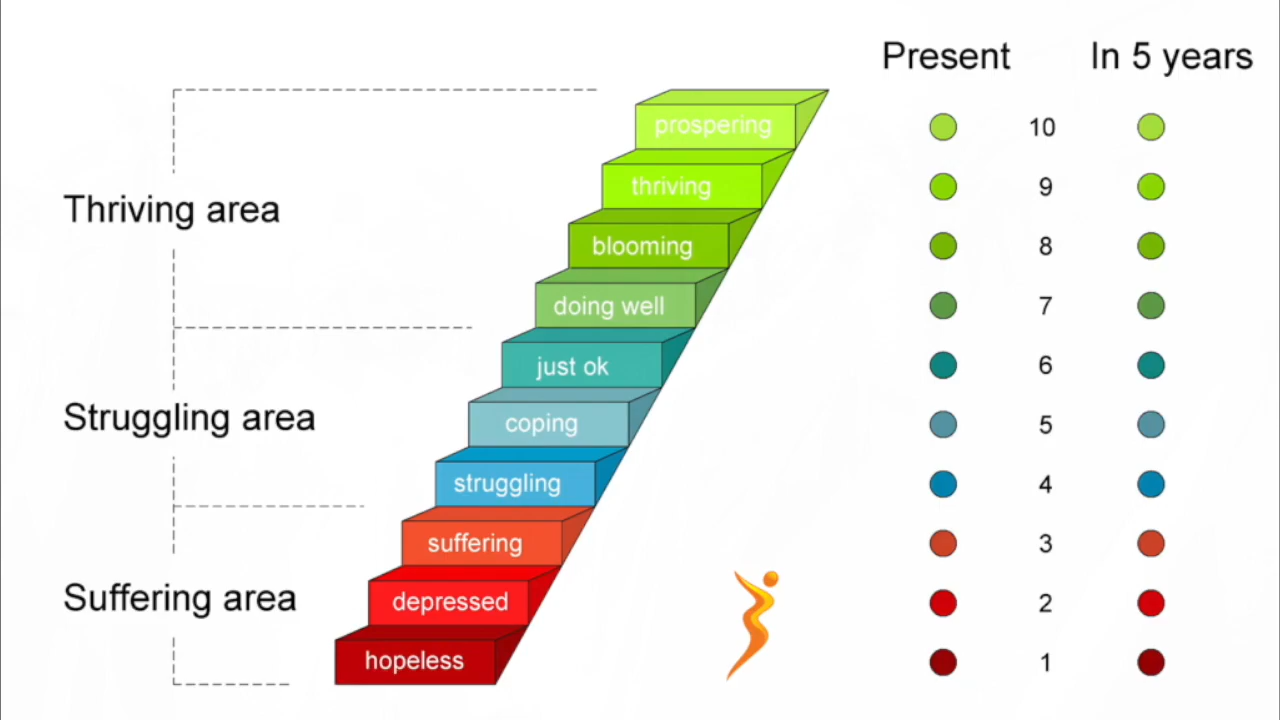 Present In 5 years
prospering 10
Thriving area thriving 9
blooming 8
doing well 7
just ok 6
Struggling area coping 5
struggling 4
suffering 3
Suffering area depressed 2
hopeless 1